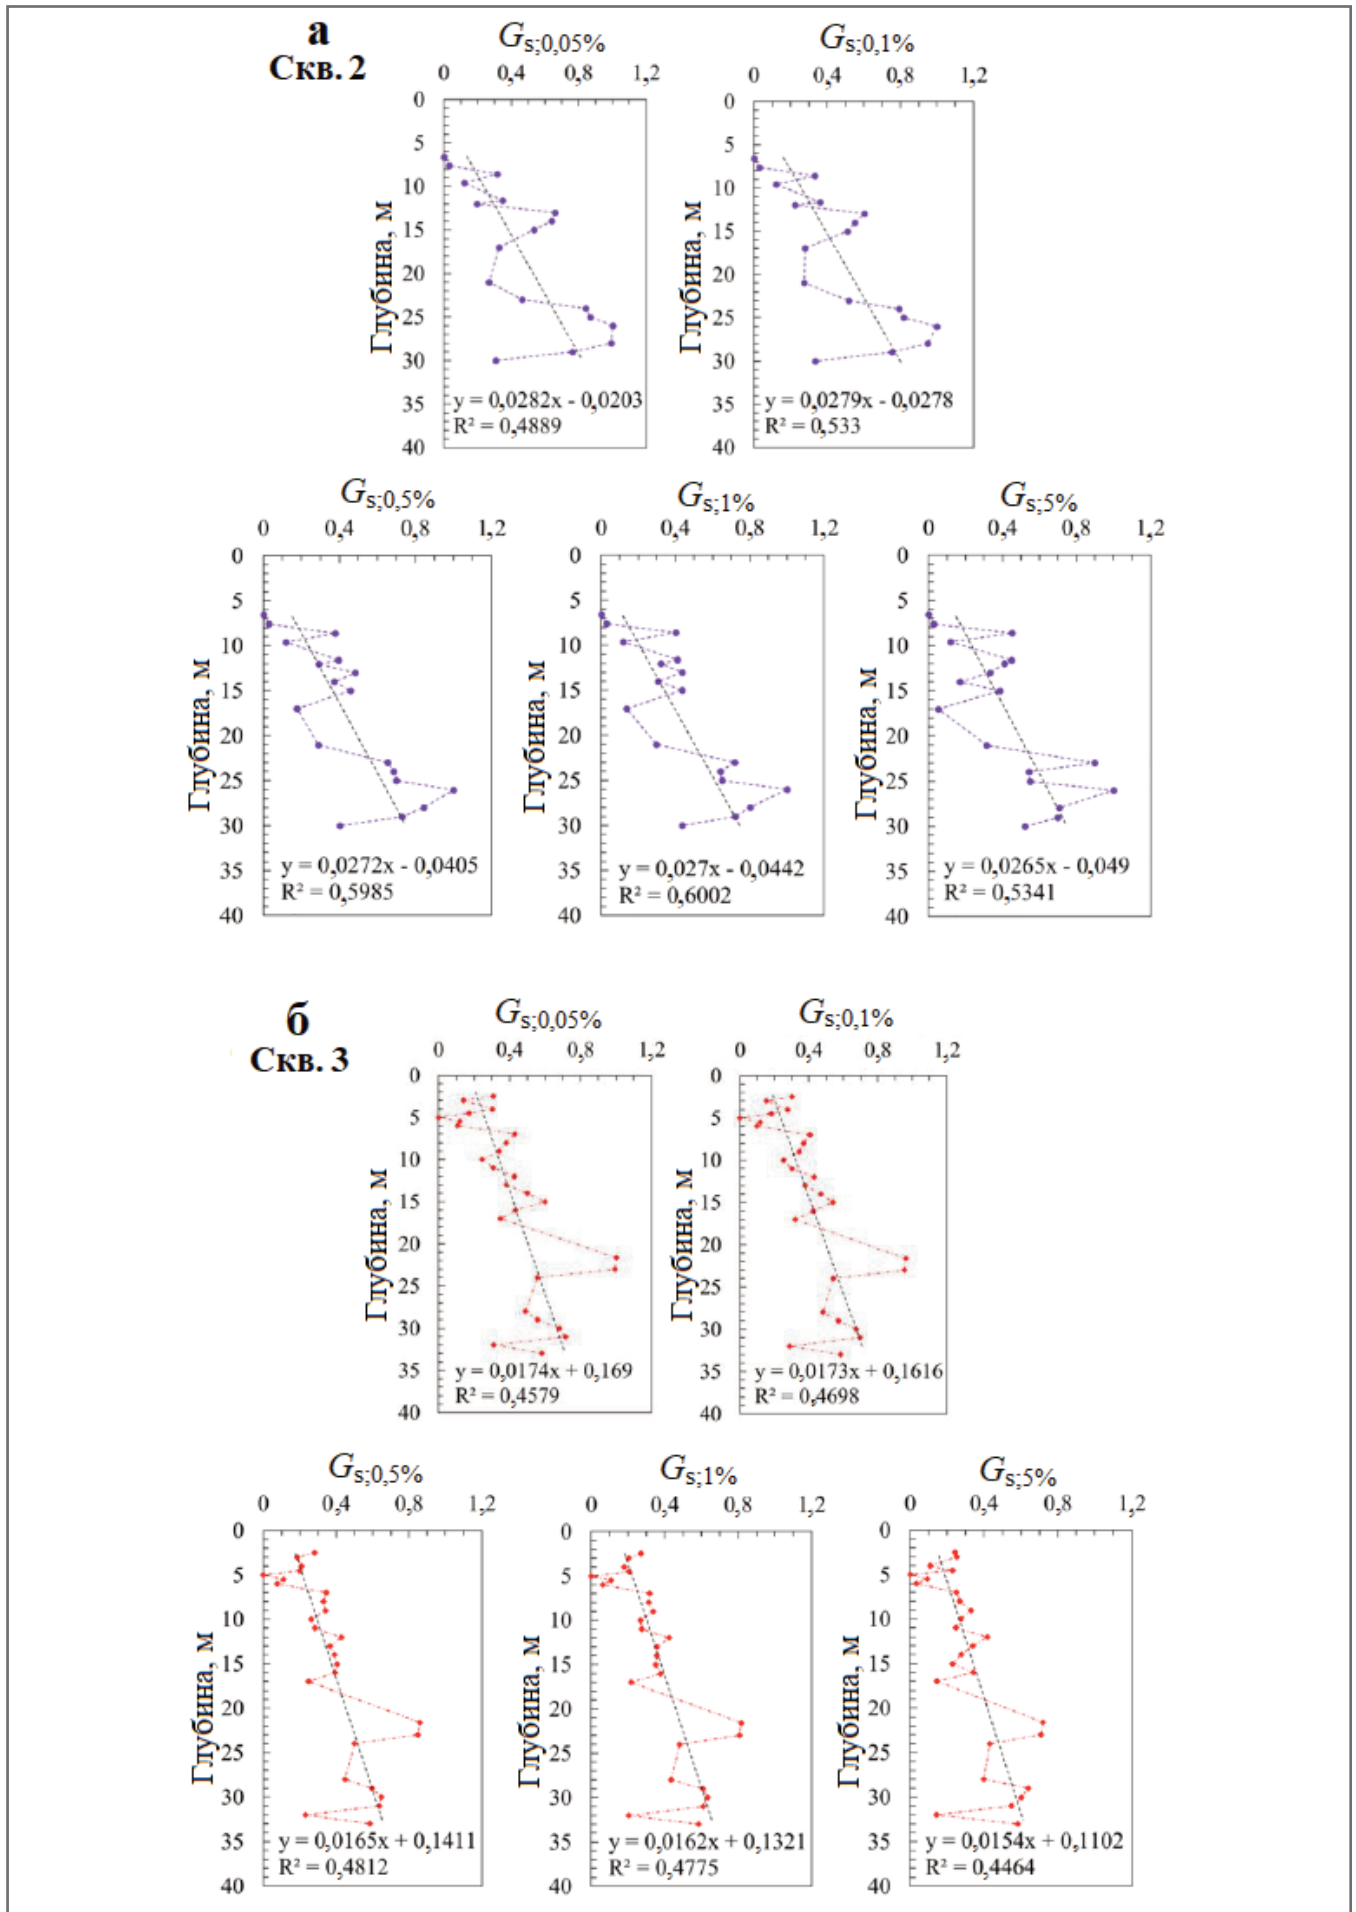 а
Скв. 2
Gs;0,05%
Gs;0,1%
0 0,4 0,8 1,2
0 0,4 0,8 1,2
Глубина, м
0
5
10
15
20
25
30
35
40
y = 0,0282x - 0,0203
R² = 0,4889
Глубина, м
0
5
10
15
20
25
30
35
40
y = 0,0279x - 0,0278
R² = 0,533
Gs;0,5%
Gs;1%
Gs;5%
0 0,4 0,8 1,2
0 0,4 0,8 1,2
0 0,4 0,8 1,2
Глубина, м
0
5
10
15
20
25
30
35
40
y = 0,0272x - 0,0405
R² = 0,5985
Глубина, м
0
5
10
15
20
25
30
35
40
y = 0,027x - 0,0442
R² = 0,6002
Глубина, м
0
5
10
15
20
25
30
35
40
y = 0,0265x - 0,049
R² = 0,5341
б
Скв. 3
Gs;0,05%
Gs;0,1%
0 0,4 0,8 1,2
0 0,4 0,8 1,2
Глубина, м
0
5
10
15
20
25
30
35
40
y = 0,0174x + 0,169
R² = 0,4579
Глубина, м
0
5
10
15
20
25
30
35
40
y = 0,0173x + 0,1616
R² = 0,4698
Gs;0,5%
Gs;1%
Gs;5%
0 0,4 0,8 1,2
0 0,4 0,8 1,2
0 0,4 0,8 1,2
Глубина, м
0
5
10
15
20
25
30
35
40
y = 0,0165x + 0,1411
R² = 0,4812
Глубина, м
0
5
10
15
20
25
30
35
40
y = 0,0162x + 0,1321
R² = 0,4775
Глубина, м
0
5
10
15
20
25
30
35
40
y = 0,0154x + 0,1102
R² = 0,4464